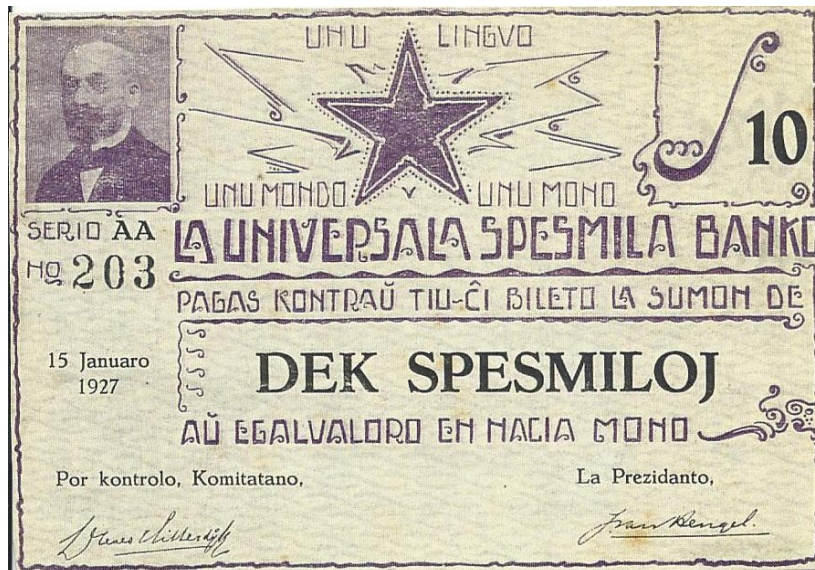 UNU LINGVO
10
UNU MONDO UNU MONO
SERIO AA
LA UNIVERSALA SPESMILA BANKO
No 203
PAGAS KONTRAŬ TIU-ĈI BILETO LA SUMON DE
15 Januaro
1927
DEK SPESMILOJ
AŬ EGALVALORO EN NACIA MONO
Por kontrolo, Komitatano,
La Prezidanto,